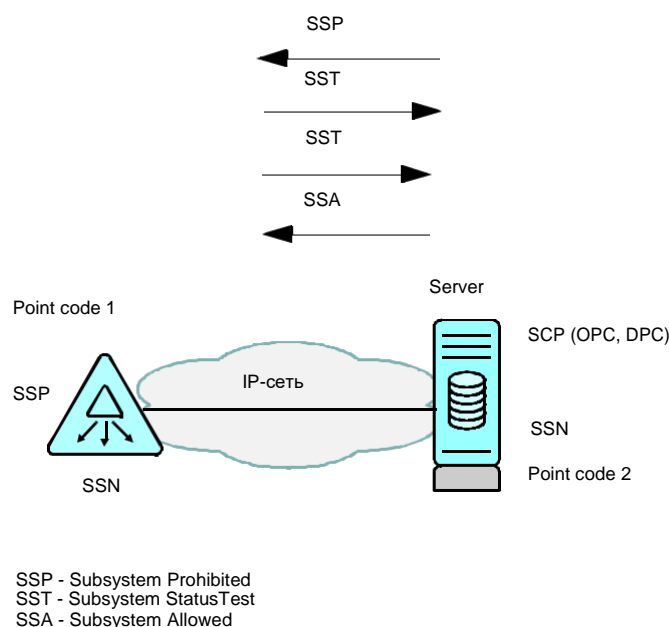 SSP
SST
SST
SSA
Server
Point code 1
SCP (OPC, DPC)
IP-сеть
SSP
SSN
SSN
Point code 2
SSP - Subsystem Prohibited
SST - Subsystem StatusTest
SSA - Subsystem Allowed